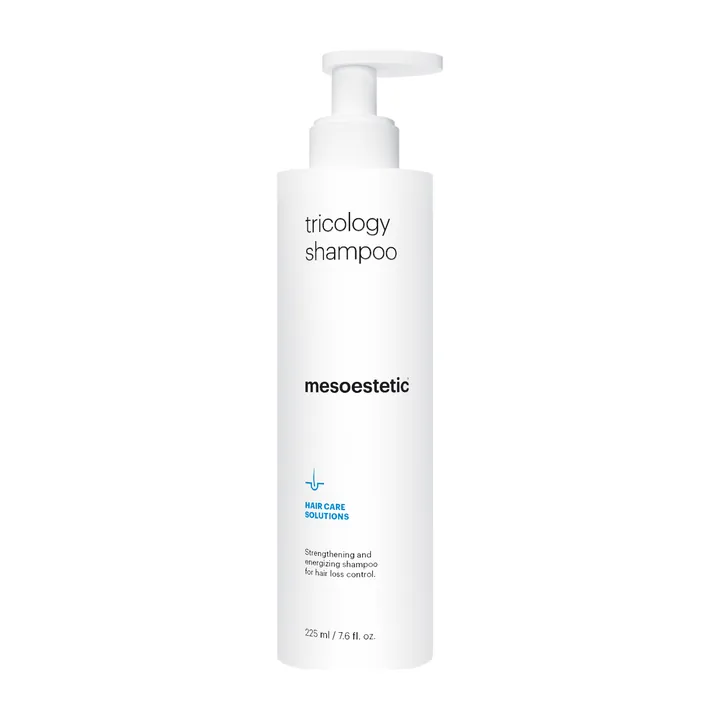 tricology
shampoo
mesoestetic
HAIR CARE
SOLUTIONS
Strengthening and
energizing shampoo
for hair loss control.
225 ml / 7.6 fl. oz.